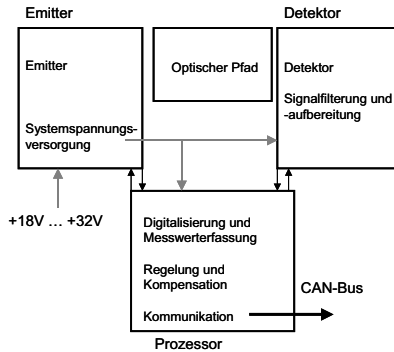 Emitter
Detektor
Emitter
Optischer Pfad
Detektor
Signalfilterung und
-aufbereitung
Systemspannungs-
versorgung
+18V ... +32V
Digitalisierung und
Messwerterfassung
Regelung und
Kompensation
Kommunikation
CAN-Bus
Prozessor